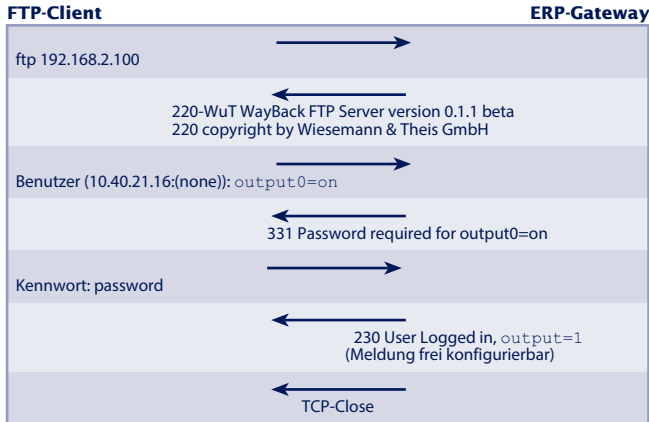 FTP-Client
ERP-Gateway
ftp 192.168.2.100
220-WuT WayBack FTP Server version 0.1.1 beta
220 copyright by Wiesemann & Theis GmbH
Benutzer (10.40.21.16:(none)): output0=on
331 Password required for output0=on
Kennwort: password
230 User Logged in, output=1
(Meldung frei konfigurierbar)
TCP-Close